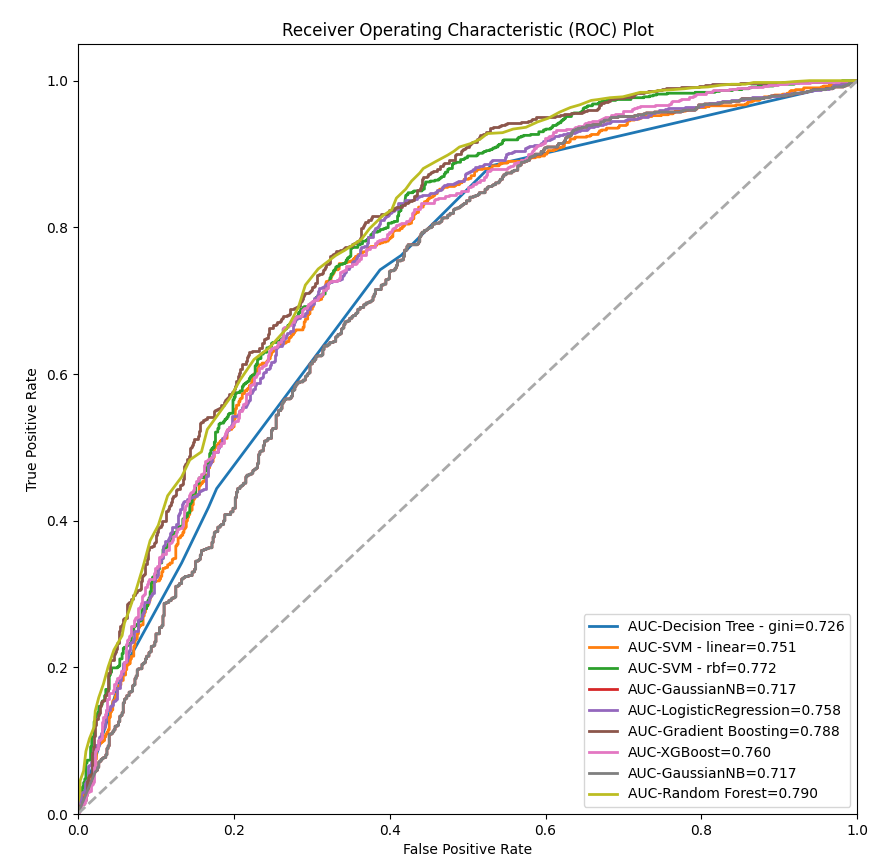 Receiver Operating Characteristic (ROC) Plot
1.0
0.8
0.6
0.4
0.2
0.0
True Positive Rate
AUC-Decision Tree - gini=0.726
AUC-SVM - linear=0.751
AUC-SVM - rbf=0.772
AUC-GaussianNB=0.717
AUC-LogisticRegression=0.758
AUC-Gradient Boosting=0.788
AUC-XGBoost=0.760
AUC-GaussianNB=0.717
AUC-Random Forest=0.790
0.0 0.2 0.4 0.6 0.8 1.0
False Positive Rate